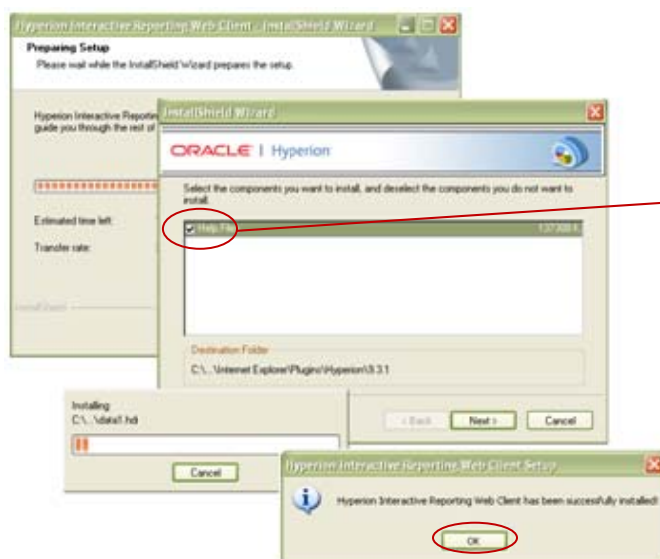 Hyperion Interactive Reporting Web Client - InstallShield Wizard
Preparing Setup
Please wait while the InstallShield Wizard prepares the setup.
Hyperion Interactive Reporting
guide you through the rest of
Estimated time left:
Transfer rate:
InstallShield
InstallShield Wizard
ORACLE | Hyperion
Select the components you want to install, and deselect the components you do not want to
install.
Help
Destination Folder
C:\...\Internet Explorer\Plugins\Hyperion\9.3.1
< Back
Next >
Cancel
Installing
C:\...\data1.hdi
Cancel
Hyperion Interactive Reporting Web Client Setup
Hyperion Interactive Reporting Web Client has been successfully installed!
OK